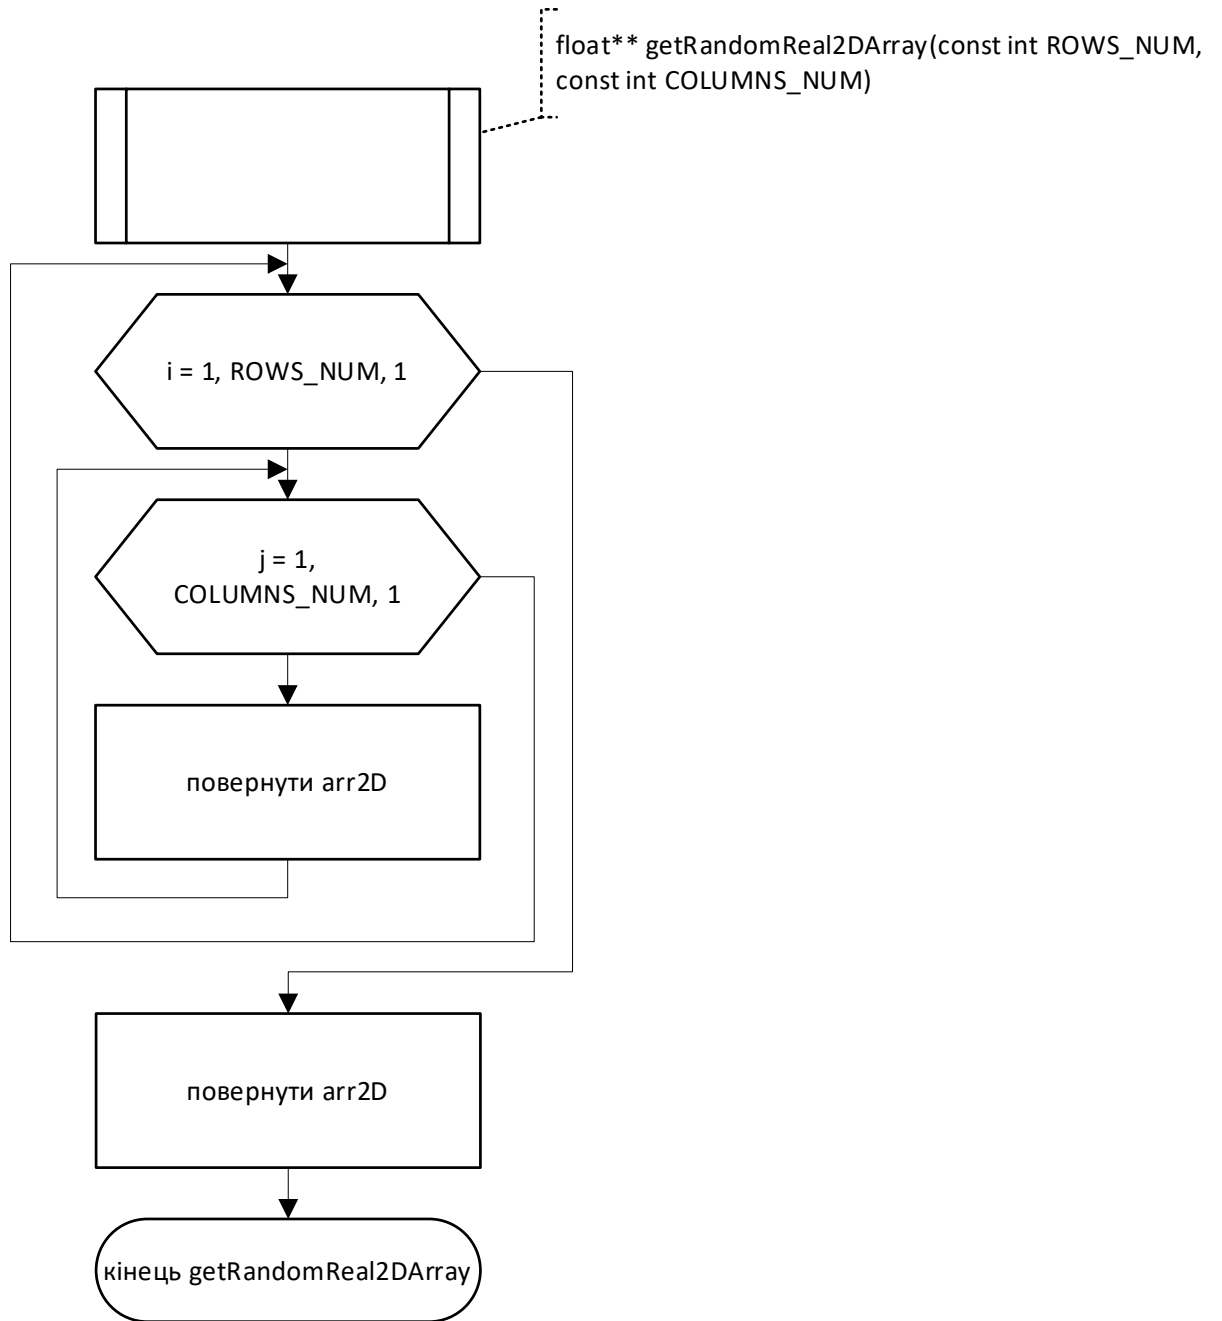 float** getRandomReal2DArray(const int ROWS_NUM,
const int COLUMNS_NUM)
i = 1, ROWS_NUM, 1
j = 1,
COLUMNS_NUM, 1
повернути arr2D
повернути arr2D
кінець getRandomReal2DArray